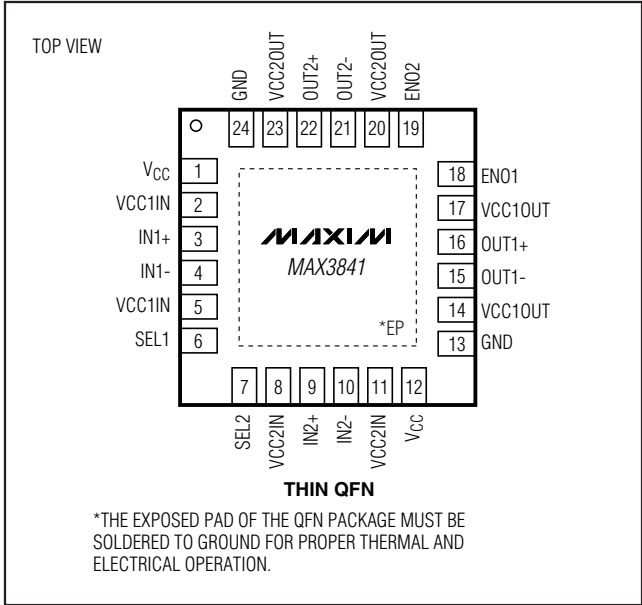 TOP VIEW
GND
VCC2OUT
OUT2+
OUT2-
VCC2OUT
ENO2
24 23 22 21 20 19
VCC 1
VCC1IN 2
IN1+ 3
IN1- 4
VCC1IN 5
SEL1 6
MAXIM
MAX3841
*EP
18 ENO1
17 VCC1OUT
16 OUT1+
15 OUT1-
14 VCC1OUT
13 GND
7 8 9 10 11 12
SEL2
VCC2IN
IN2+
IN2-
VCC2IN
VCC
THIN QFN
*THE EXPOSED PAD OF THE QFN PACKAGE MUST BE
SOLDERED TO GROUND FOR PROPER THERMAL AND
ELECTRICAL OPERATION.